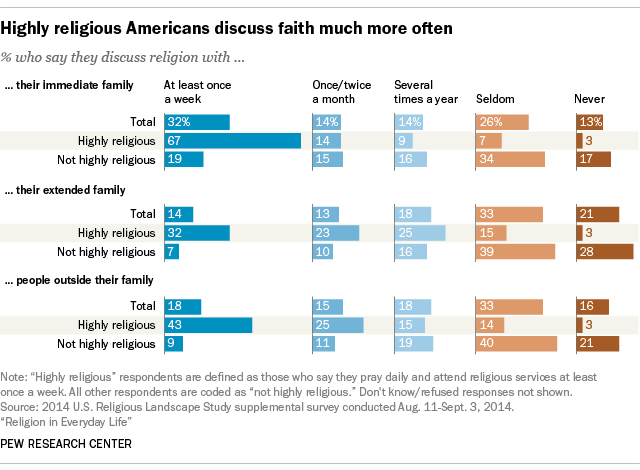 Highly religious Americans discuss faith much more often
% who say they discuss religion with ...
... their immediate family At least once a week Once/twice a month Several times a year Seldom Never
Total 32% 14% 14% 26% 13%
Highly religious 67 14 9 7 3
Not highly religious 19 15 16 34 17
... their extended family
Total 14 13 18 33 21
Highly religious 32 23 25 15 3
Not highly religious 7 10 16 39 28
... people outside their family
Total 18 15 18 33 16
Highly religious 43 25 15 14 3
Not highly religious 9 11 19 40 21
Note: “Highly religious” respondents are defined as those who say they pray daily and attend religious services at least
once a week. All other respondents are coded as “not highly religious.” Don't know/refused responses not shown.
Source: 2014 U.S. Religious Landscape Study supplemental survey conducted Aug. 11-Sept. 3, 2014.
“Religion in Everyday Life”
PEW RESEARCH CENTER